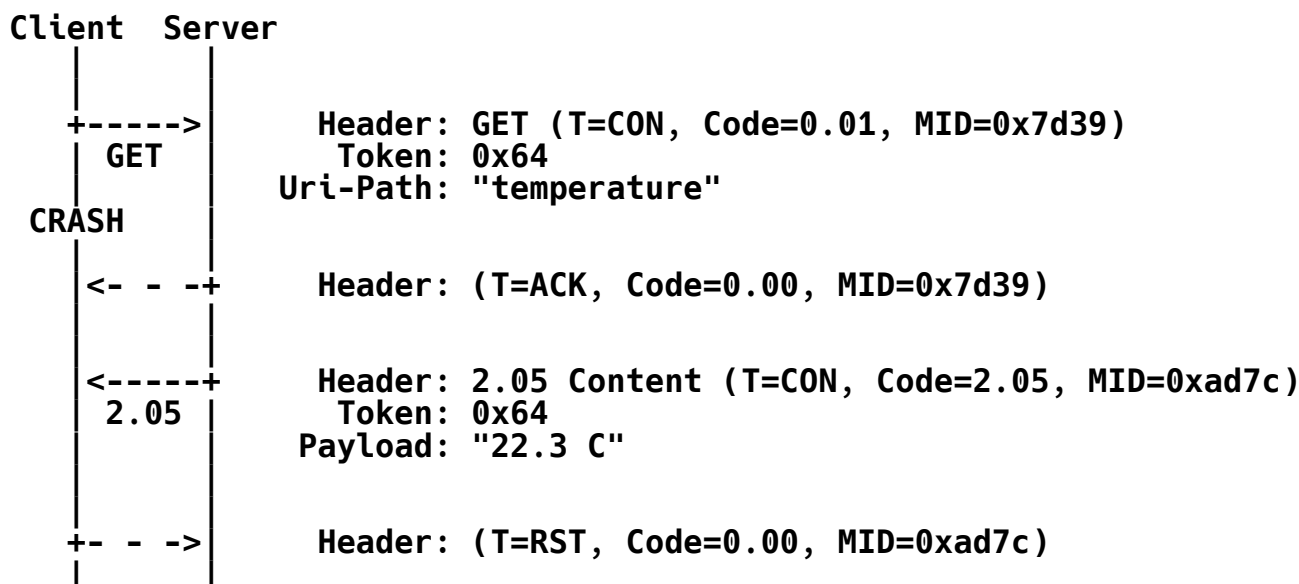 Client  Server
   |      |
   |      |
   +----->|     Header: GET (T=CON, Code=0.01, MID=0x7d39)
   | GET  |      Token: 0x64
   |      |   Uri-Path: "temperature"
 CRASH    |
   |      |
   |<- - -+     Header: (T=ACK, Code=0.00, MID=0x7d39)
   |      |
   |      |
   |<-----+     Header: 2.05 Content (T=CON, Code=2.05, MID=0xad7c)
   | 2.05 |      Token: 0x64
   |      |    Payload: "22.3 C"
   |      |
   |      |
   +- - ->|     Header: (T=RST, Code=0.00, MID=0xad7c)
   |      |